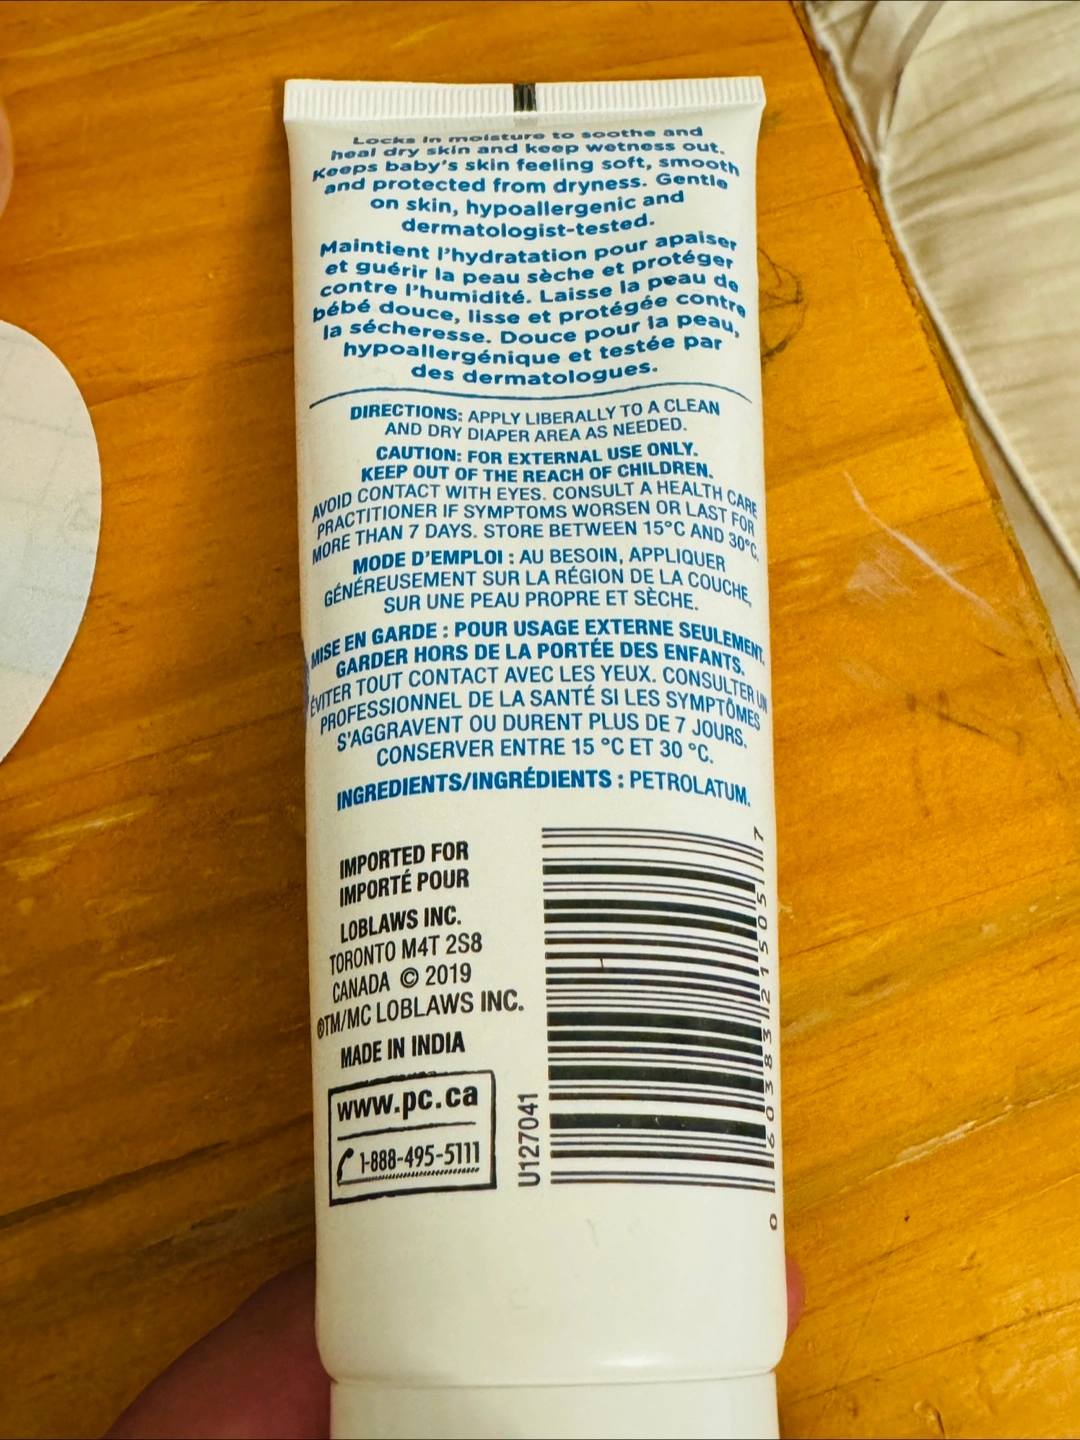 Locks in moisture to soothe and
heal dry skin and keep wetness out.
Keeps baby's skin feeling soft, smooth
and protected from dryness. Gentle
on skin, hypoallergenic and
dermatologist-tested.
Maintient l'hydratation pour apaiser
et guérir la peau sèche et protéger
contre l'humidité. Laisse la peau de
bébé douce, lisse et protégée contre
la sécheresse. Douce pour la peau,
hypoallergénique et testée par
des dermatologues.
DIRECTIONS: APPLY LIBERALLY TO A CLEAN
AND DRY DIAPER AREA AS NEEDED.
CAUTION: FOR EXTERNAL USE ONLY.
KEEP OUT OF THE REACH OF CHILDREN.
AVOID CONTACT WITH EYES. CONSULT A HEALTH CARE
PRACTITIONER IF SYMPTOMS WORSEN OR LAST FOR
MORE THAN 7 DAYS. STORE BETWEEN 15°C AND 30°C.
MODE D'EMPLOI : AU BESOIN, APPLIQUER
GÉNÉREUSEMENT SUR LA RÉGION DE LA COUCHE,
SUR UNE PEAU PROPRE ET SÈCHE.
MISE EN GARDE : POUR USAGE EXTERNE SEULEMENT.
GARDER HORS DE LA PORTÉE DES ENFANTS.
ÉVITER TOUT CONTACT AVEC LES YEUX. CONSULTER UN
PROFESSIONNEL DE LA SANTÉ SI LES SYMPTÔMES
S'AGGRAVENT OU DURENT PLUS DE 7 JOURS.
CONSERVER ENTRE 15 °C ET 30 °C.
INGREDIENTS/INGRÉDIENTS : PETROLATUM.
IMPORTED FOR
IMPORTÉ POUR
LOBLAWS INC.
TORONTO M4T 2S8
CANADA © 2019
®TM/MC LOBLAWS INC.
MADE IN INDIA
www.pc.ca
1-888-495-5111
U127041
0 60383 21505 7